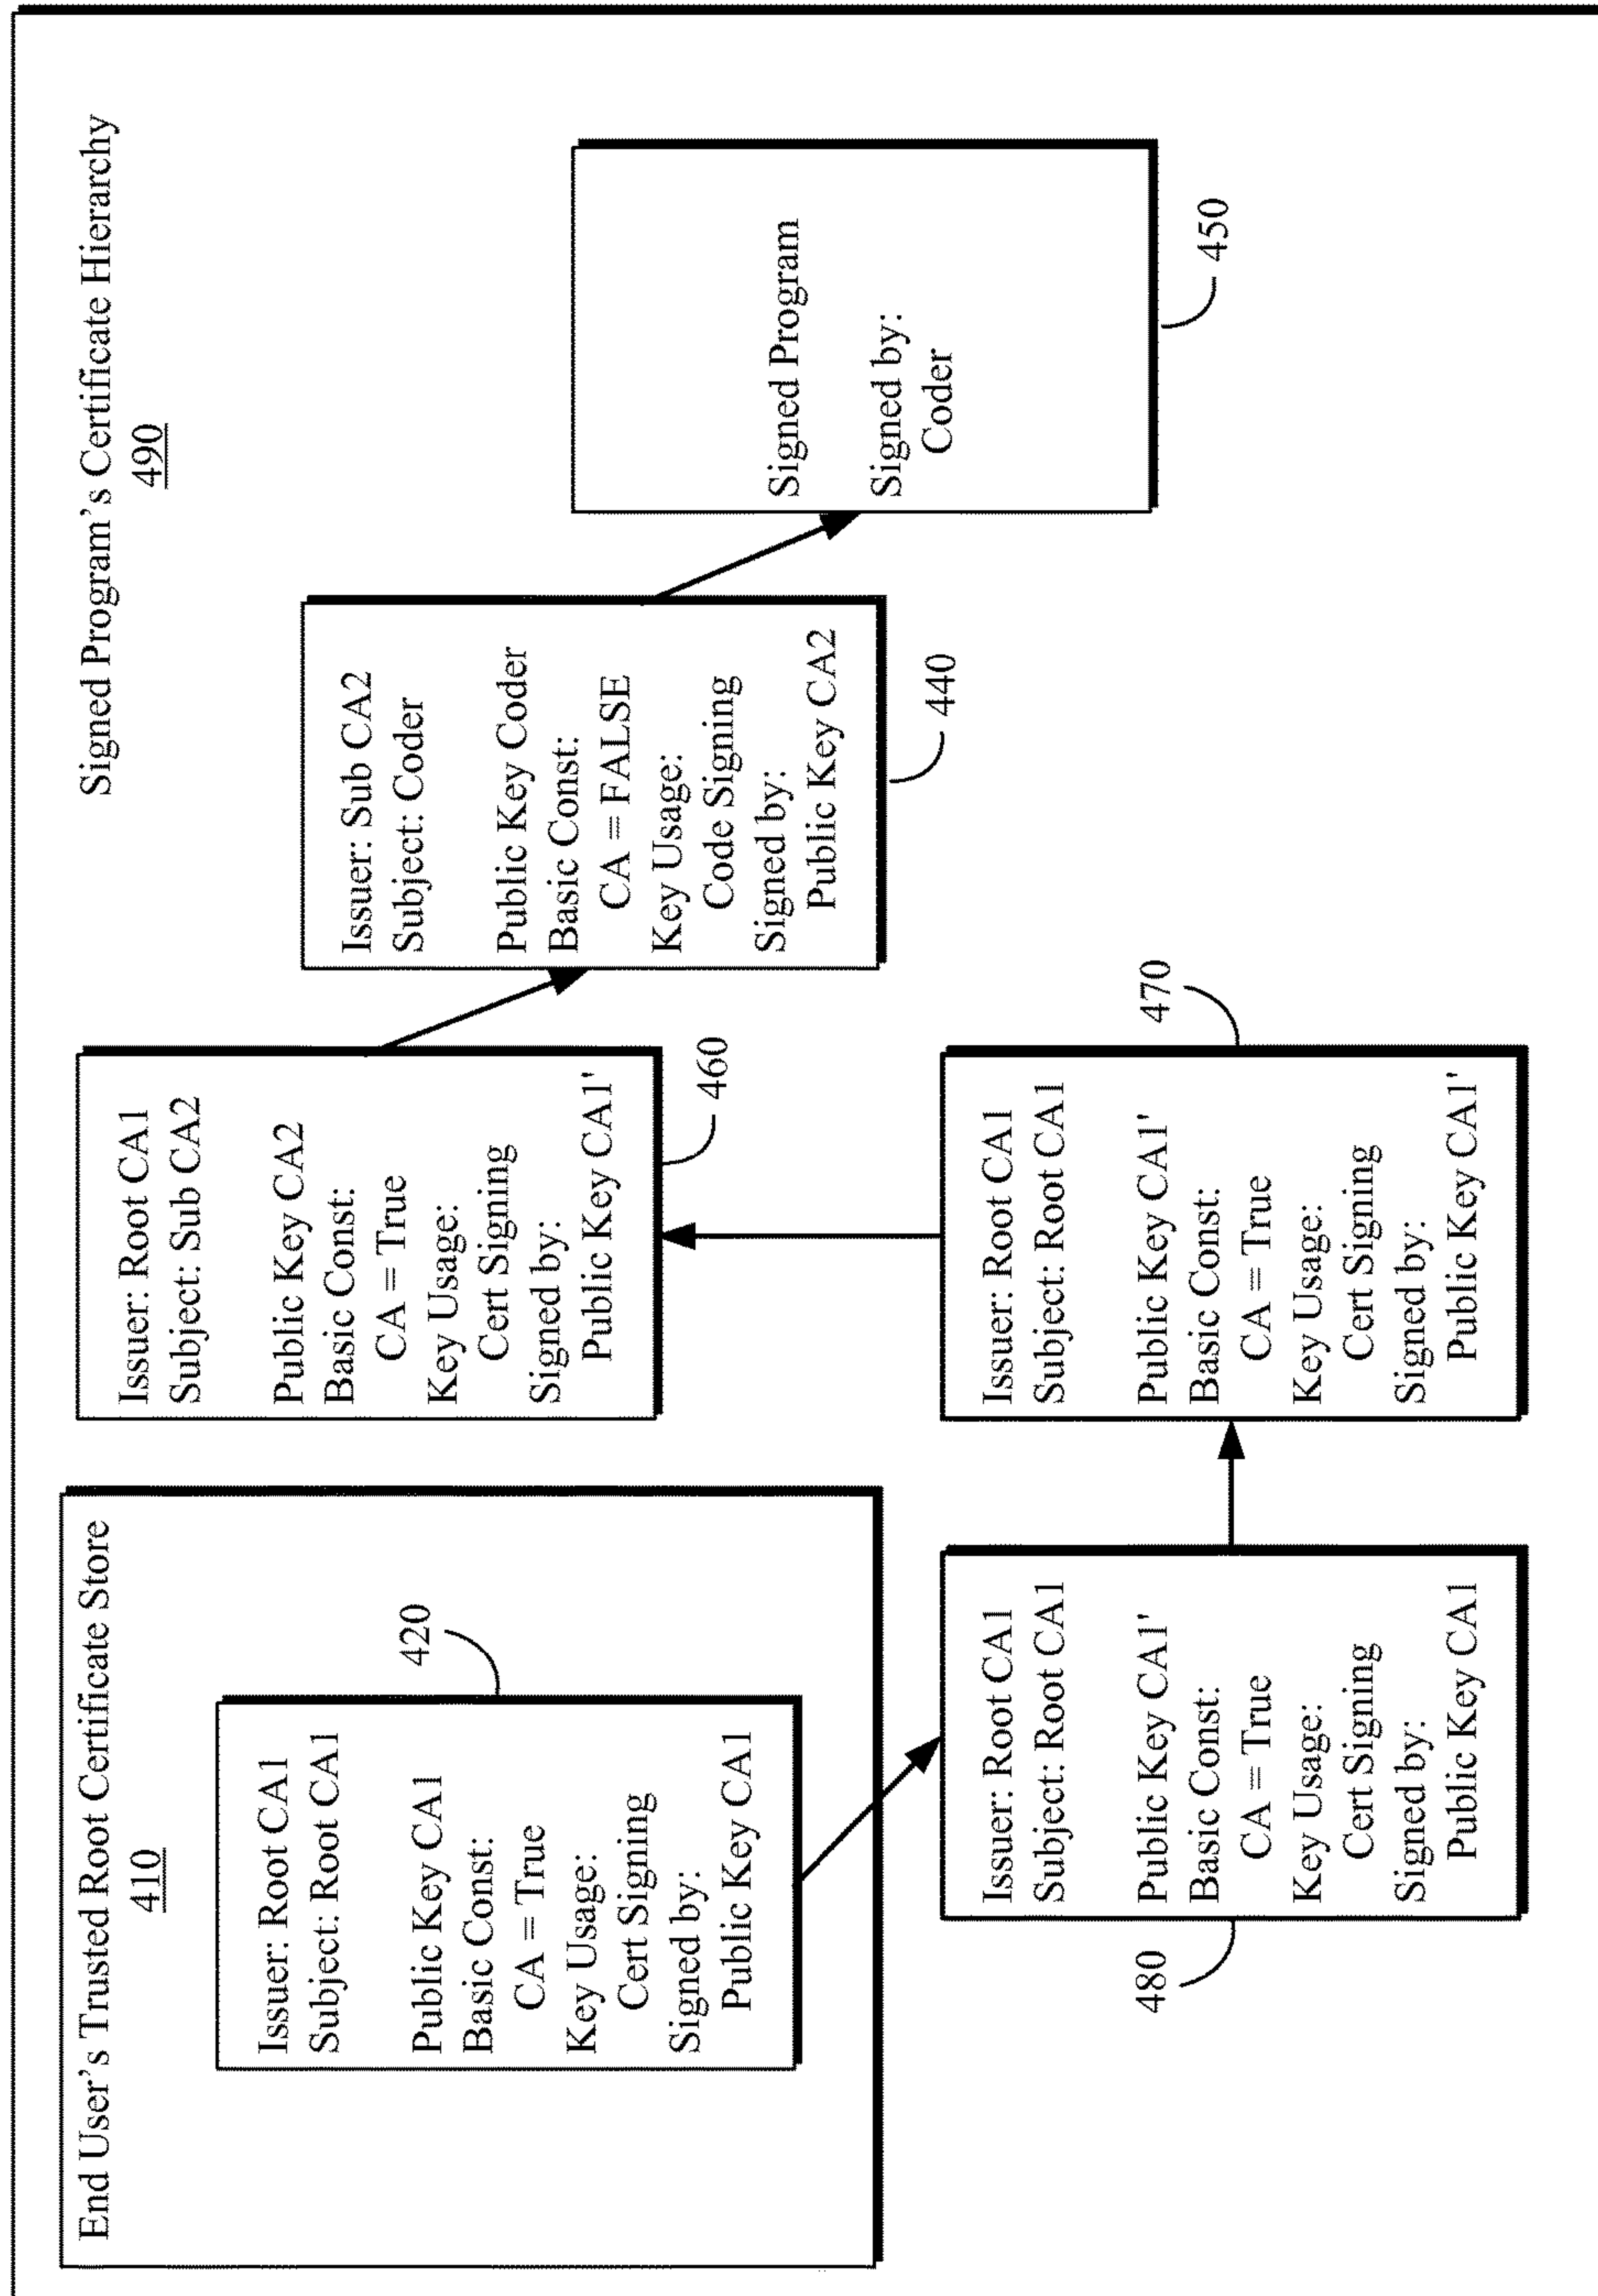 Signed Program's Certificate Hierarchy
490
End User's Trusted Root Certificate Store
410
Issuer: Root CA1
Subject: Root CA1
Public Key CA1
Basic Const:
CA = True
Key Usage:
Cert Signing
Signed by:
Public Key CA1
420
Issuer: Root CA1
Subject: Sub CA2
Public Key CA2
Basic Const:
CA = True
Key Usage:
Cert Signing
Signed by:
Public Key CA1'
460
Issuer: Sub CA2
Subject: Coder
Public Key Coder
Basic Const:
CA = FALSE
Key Usage:
Code Signing
Signed by:
Public Key CA2
440
Signed Program
Signed by:
Coder
450
Issuer: Root CA1
Subject: Root CA1
Public Key CA1'
Basic Const:
CA = True
Key Usage:
Cert Signing
Signed by:
Public Key CA1
480
Issuer: Root CA1
Subject: Root CA1
Public Key CA1'
Basic Const:
CA = True
Key Usage:
Cert Signing
Signed by:
Public Key CA1'
470